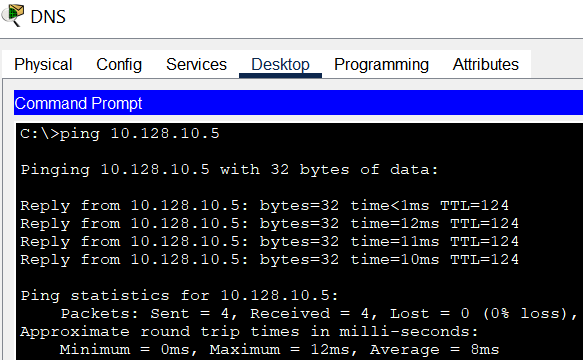 DNS
Physical Config Services Desktop Programming Attributes
Command Prompt
C:\>ping 10.128.10.5
Pinging 10.128.10.5 with 32 bytes of data:
Reply from 10.128.10.5: bytes=32 time<1ms TTL=124
Reply from 10.128.10.5: bytes=32 time=12ms TTL=124
Reply from 10.128.10.5: bytes=32 time=11ms TTL=124
Reply from 10.128.10.5: bytes=32 time=10ms TTL=124
Ping statistics for 10.128.10.5:
    Packets: Sent = 4, Received = 4, Lost = 0 (0% loss),
Approximate round trip times in milli-seconds:
    Minimum = 0ms, Maximum = 12ms, Average = 8ms